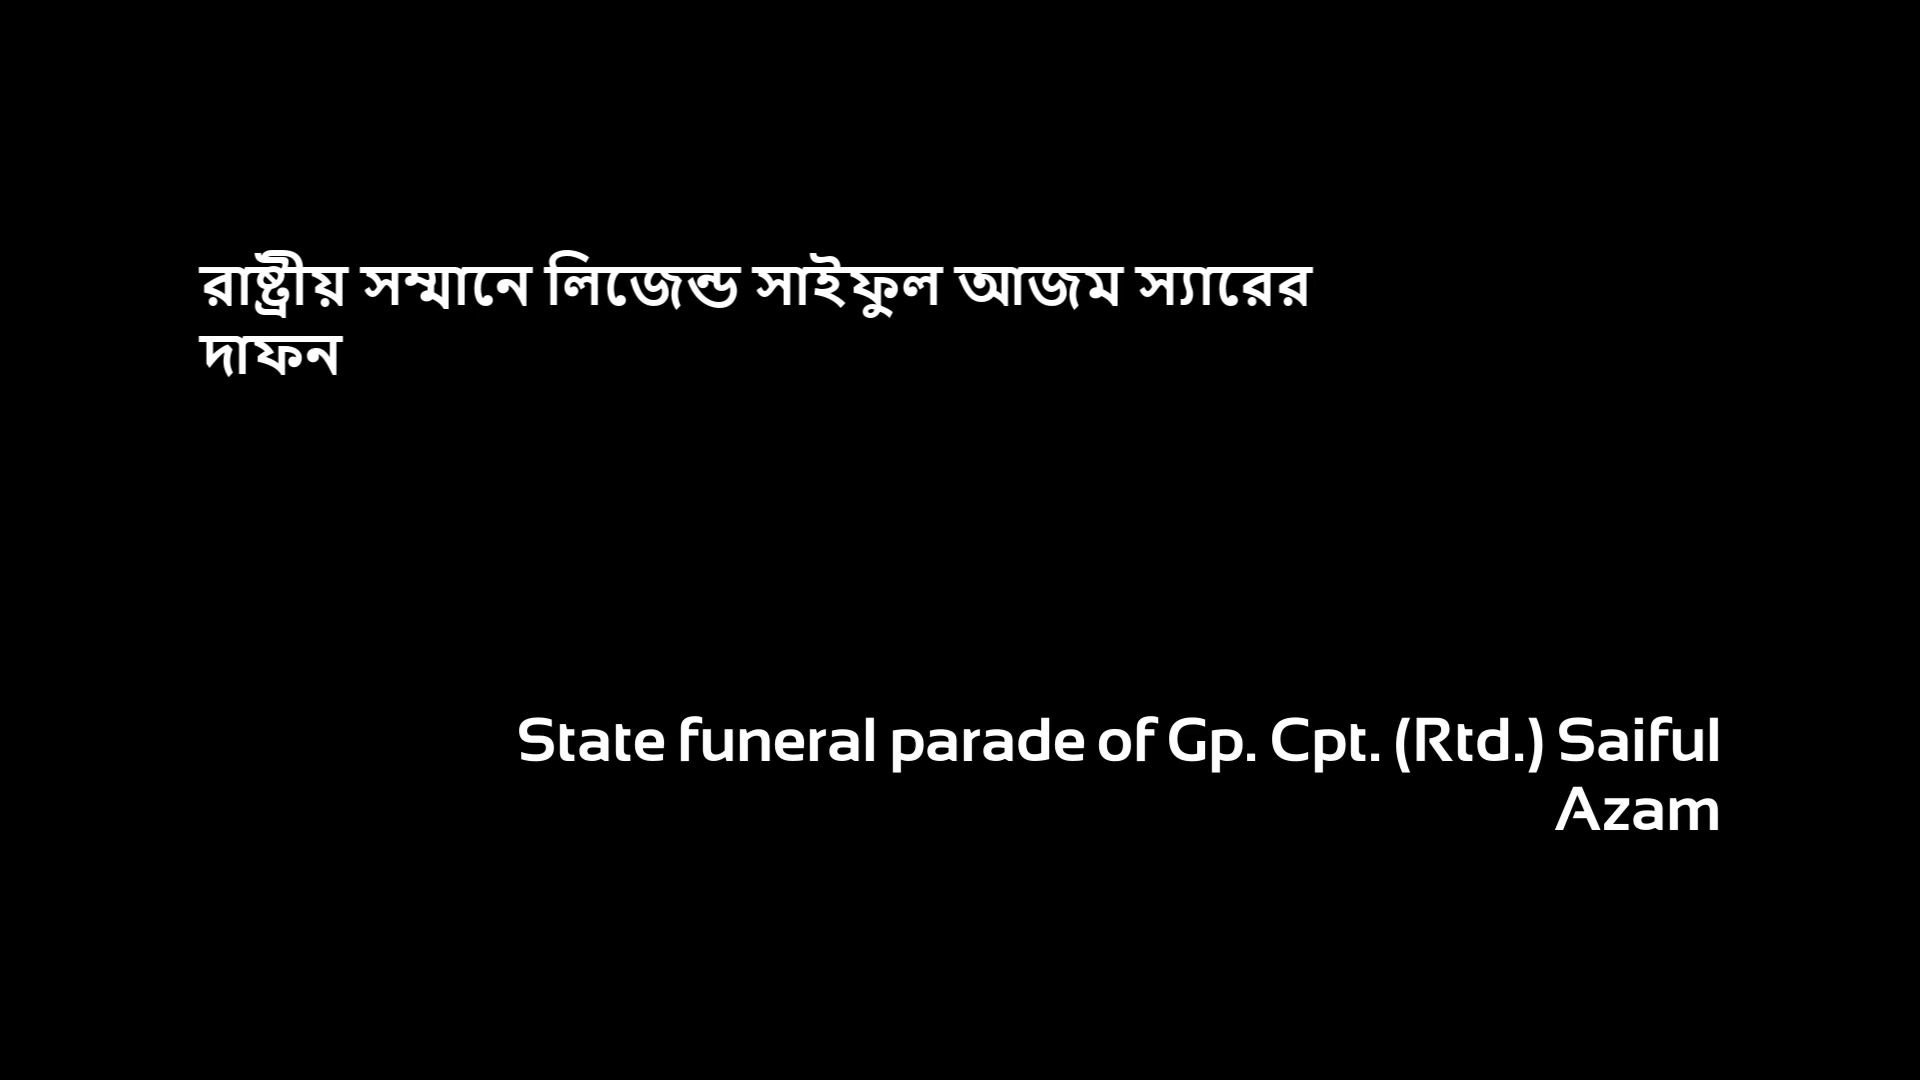 রাষ্ট্রীয় সম্মানে লিজেন্ড সাইফুল আজম স্যারের
দাফন
State funeral parade of Gp. Cpt. (Rtd.) Saiful
Azam